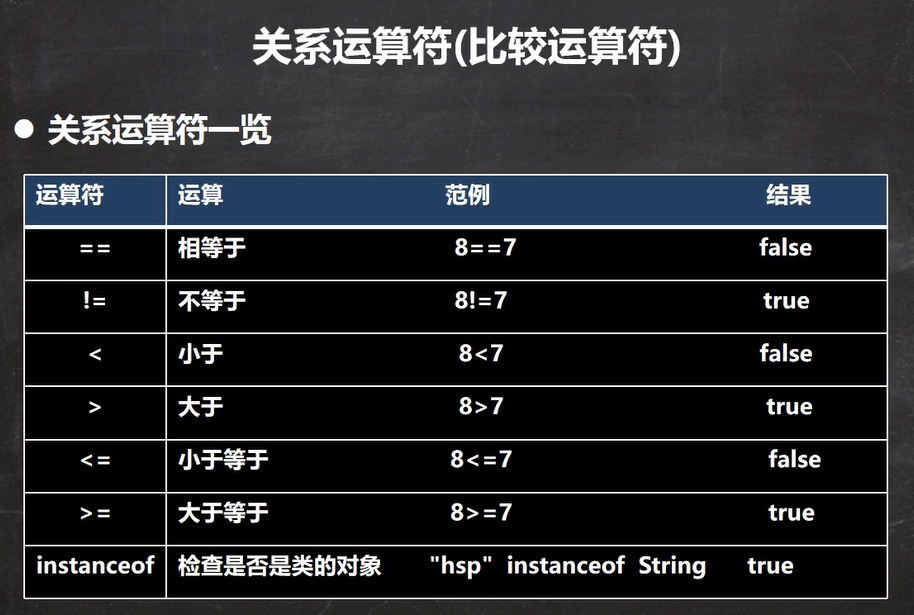 关系运算符(比较运算符)
● 关系运算符一览
运算符 运算 范例 结果
== 相等于 8==7 false
!= 不等于 8!=7 true
< 小于 8<7 false
> 大于 8>7 true
<= 小于等于 8<=7 false
>= 大于等于 8>=7 true
instanceof 检查是否是类的对象 "hsp" instanceof String true